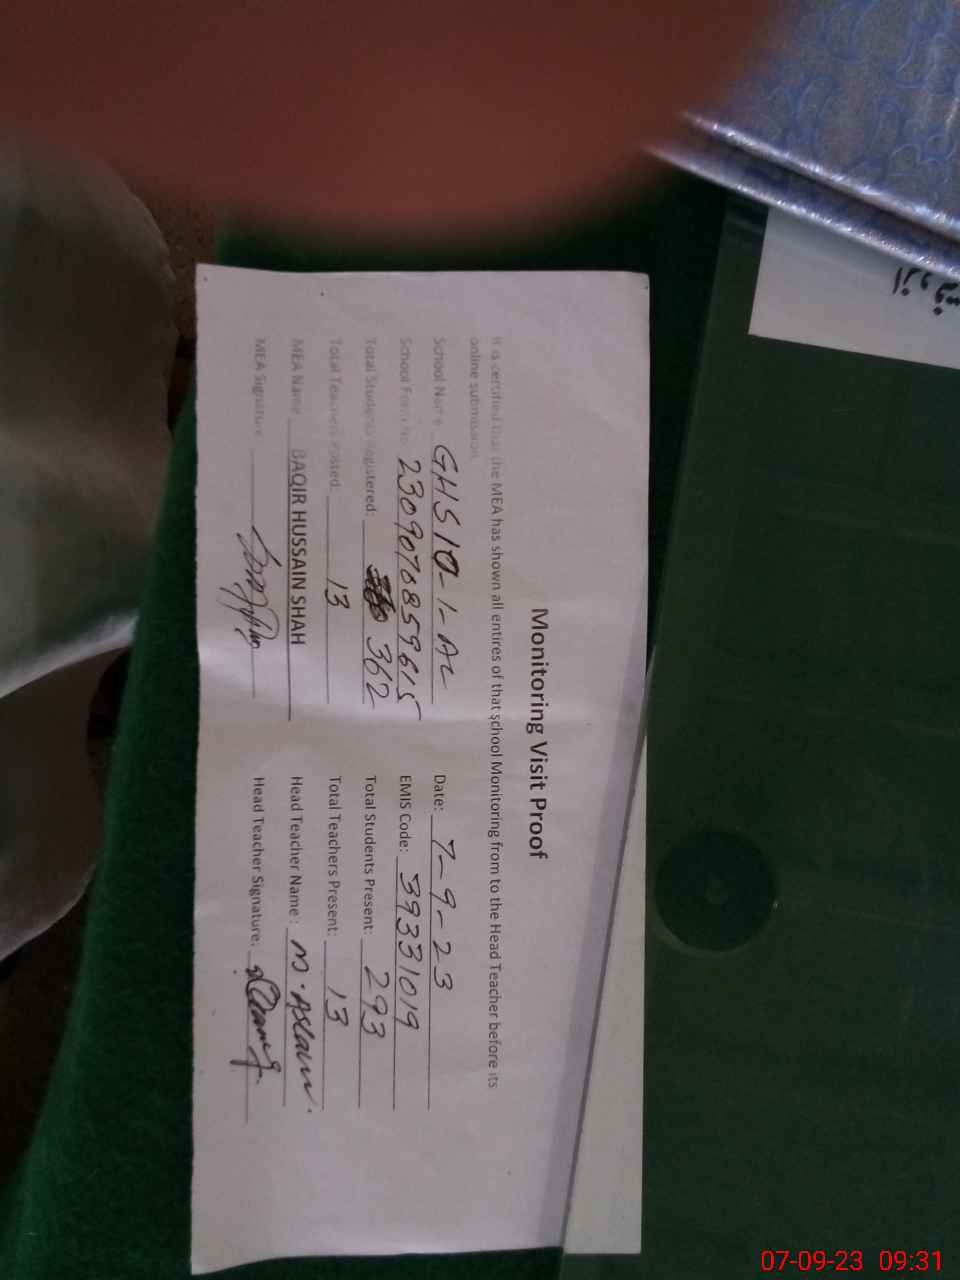 Monitoring Visit Proof
It is certified that the MEA has shown all entires of that school Monitoring from to the Head Teacher before its
online submission.
School Name GHS 10-1-AL Date: 7-9-23
School Form No 2309070859615 EMIS Code: 39331019
Total Students Registered: 362 Total Students Present: 293
Total Teachers Posted: 13 Total Teachers Present: 13
MEA Name BAQIR HUSSAIN SHAH Head Teacher Name: M. Aslam.
MEA Signature Head Teacher Signature:
07-09-23 09:31